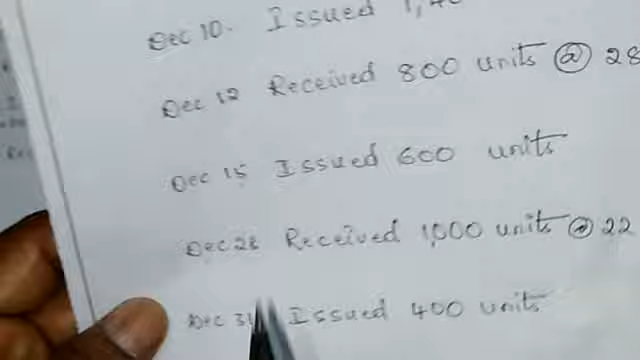 Dec 10. Issued
Dec 12 Received 800 units @ 28
Dec 15 Issued 600 units
Dec 28 Received 1,000 units @ 22
Dec 31 Issued 400 units